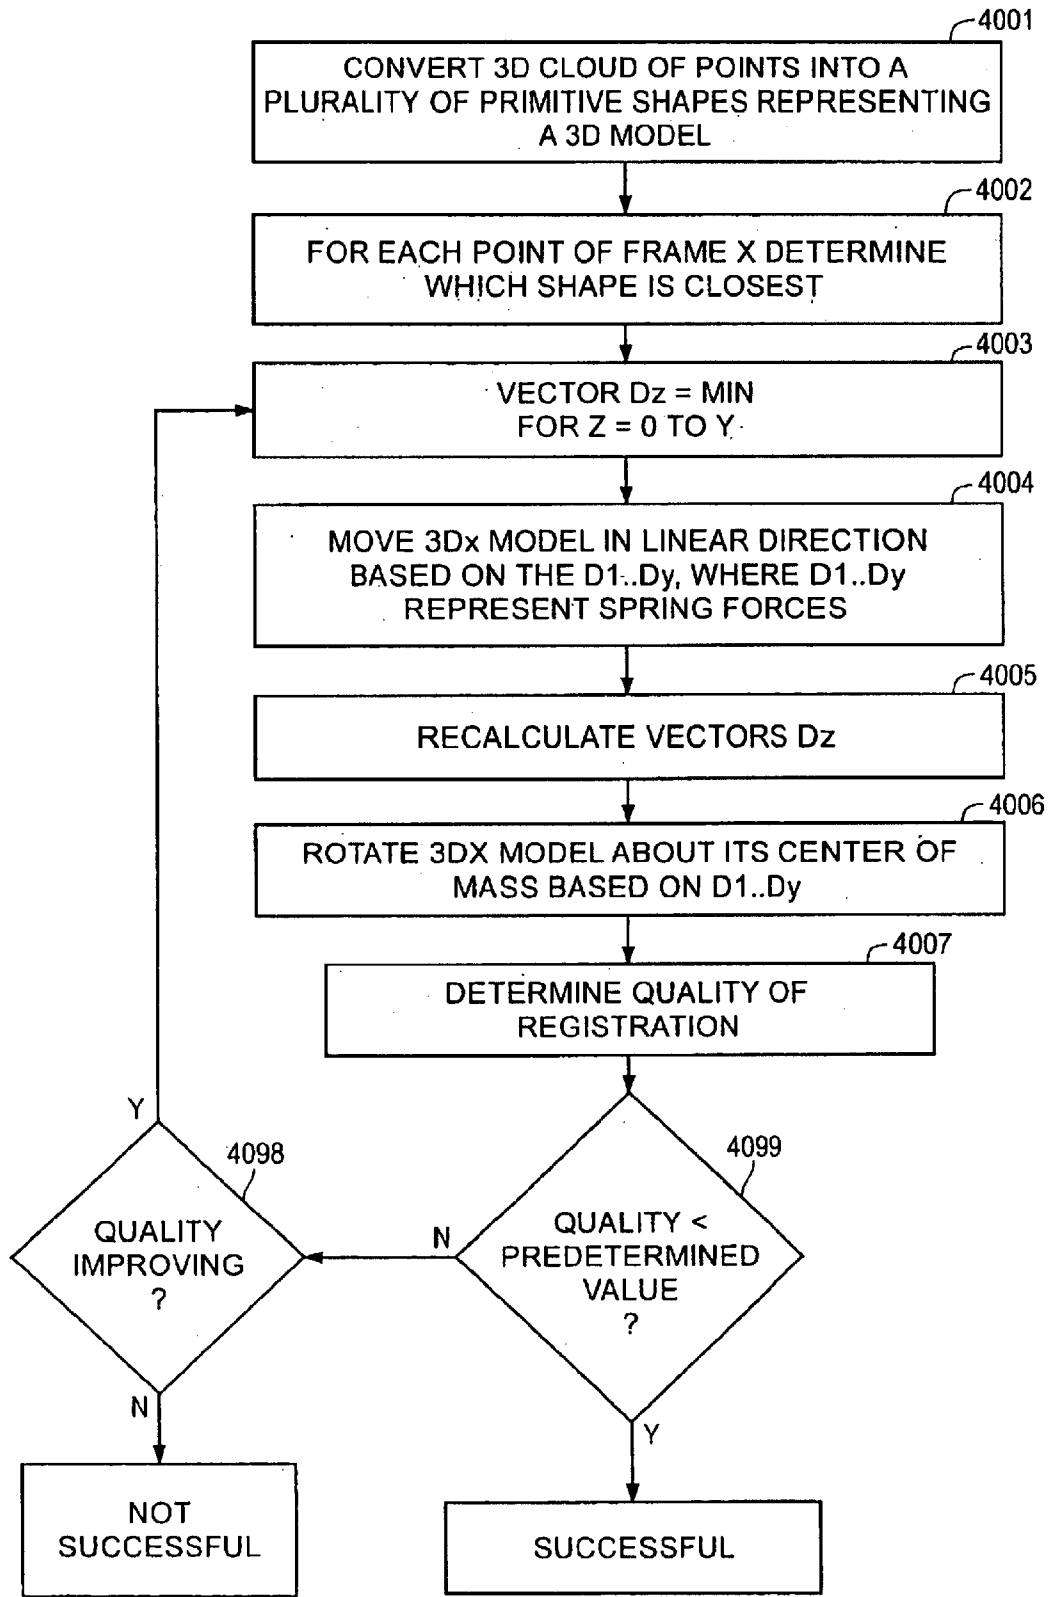 4001
CONVERT 3D CLOUD OF POINTS INTO A
PLURALITY OF PRIMITIVE SHAPES REPRESENTING
A 3D MODEL
4002
FOR EACH POINT OF FRAME X DETERMINE
WHICH SHAPE IS CLOSEST
4003
VECTOR Dz = MIN
FOR Z = 0 TO Y
4004
MOVE 3Dx MODEL IN LINEAR DIRECTION
BASED ON THE D1..Dy, WHERE D1..Dy
REPRESENT SPRING FORCES
4005
RECALCULATE VECTORS Dz
4006
ROTATE 3DX MODEL ABOUT ITS CENTER OF
MASS BASED ON D1..Dy
4007
DETERMINE QUALITY OF
REGISTRATION
4099
QUALITY <
PREDETERMINED
VALUE
?
N
Y
4098
QUALITY
IMPROVING
?
Y
N
NOT
SUCCESSFUL
SUCCESSFUL